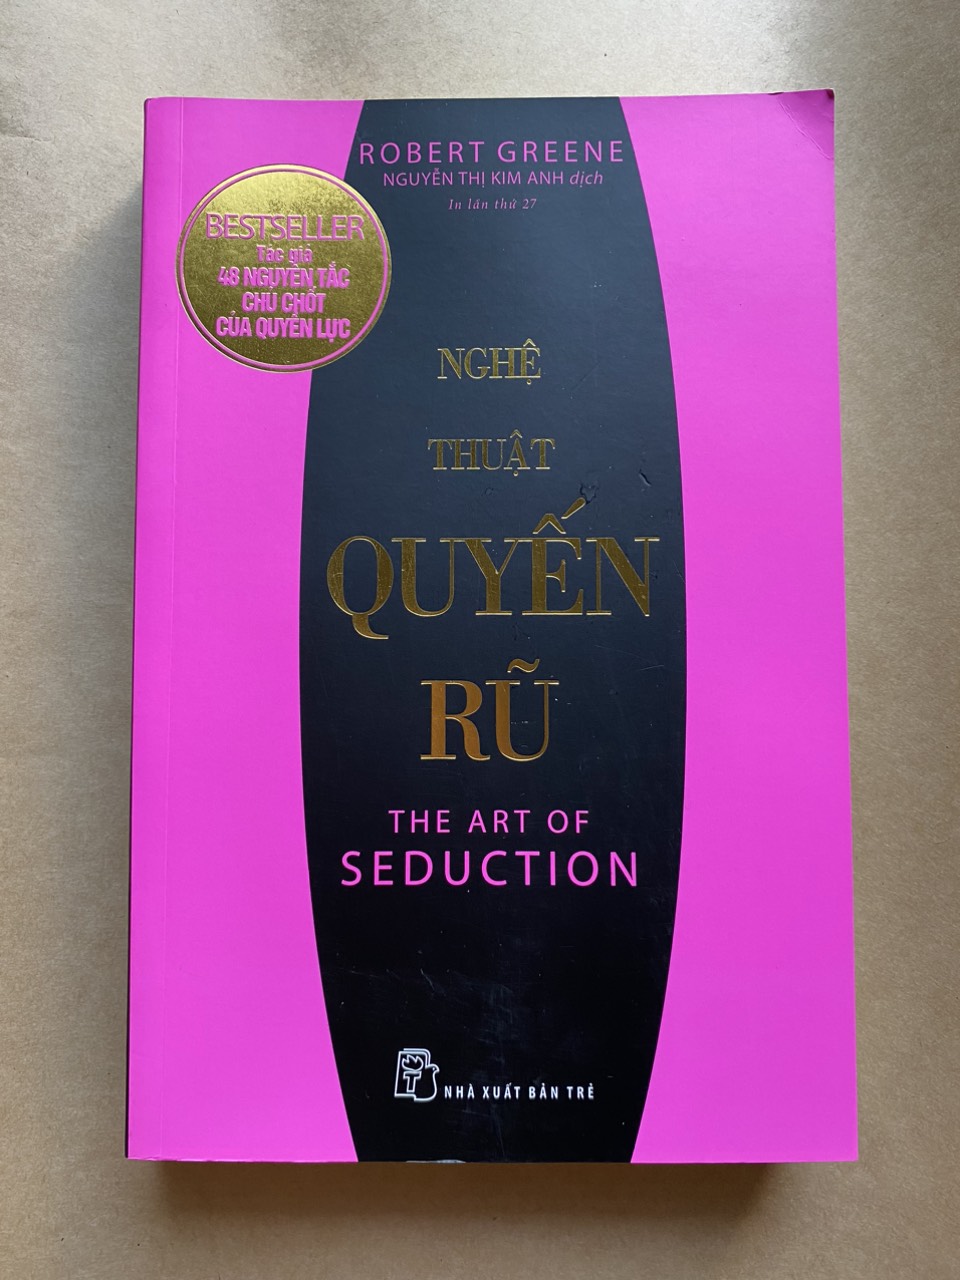 ROBERT GREENE
NGUYỄN THỊ KIM ANH dịch
In lần thứ 27
BESTSELLER
Tác giả
48 NGUYÊN TẮC
CHỦ CHỐT
CỦA QUYỀN LỰC
NGHỆ
THUẬT
QUYẾN
RŨ
THE ART OF
SEDUCTION
NHÀ XUẤT BẢN TRẺ